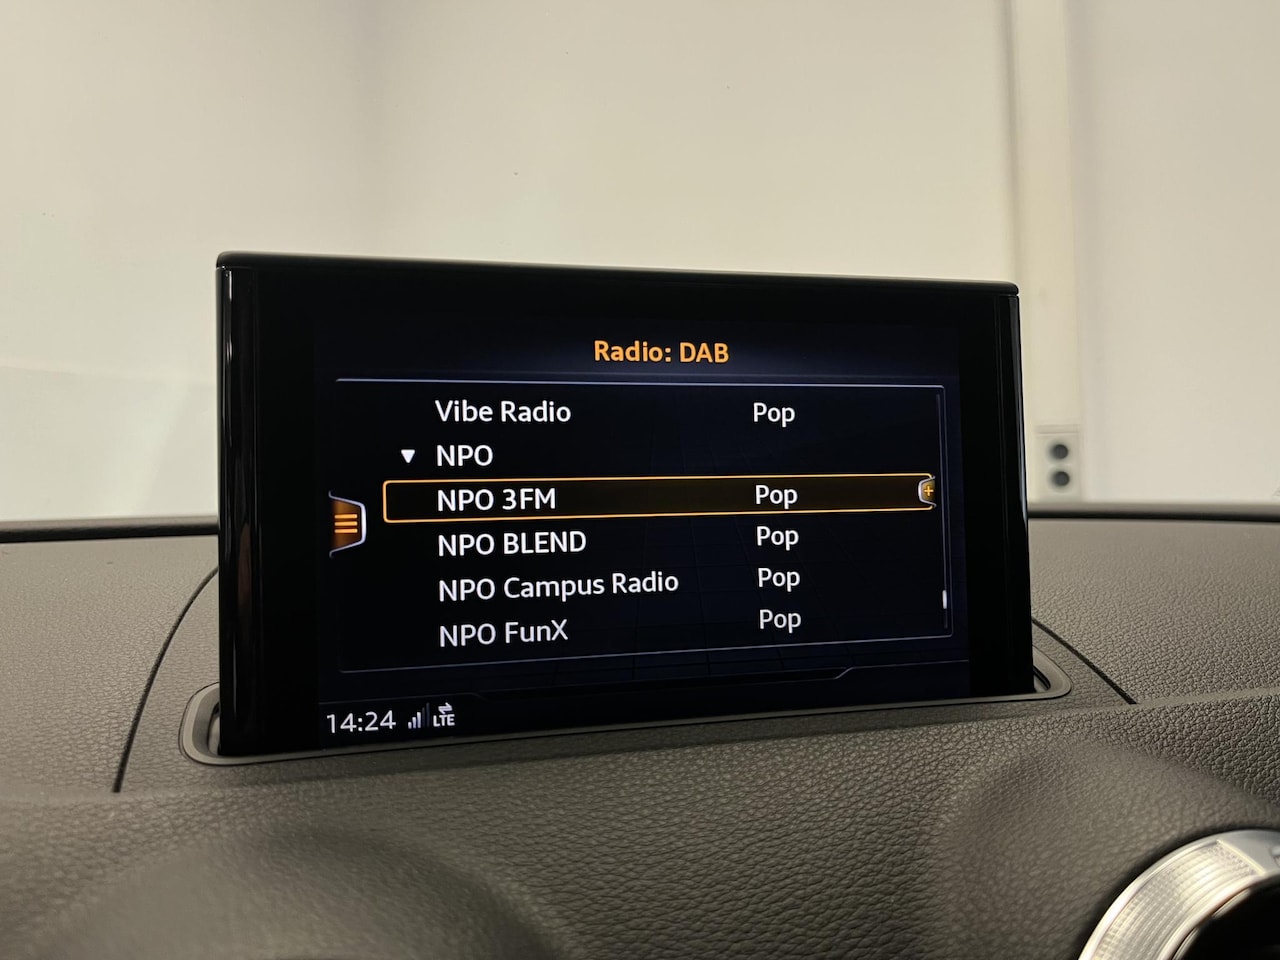 Radio: DAB
Vibe Radio Pop
NPO
NPO 3FM Pop
NPO BLEND Pop
NPO Campus Radio Pop
NPO FunX Pop
14:24 LTE